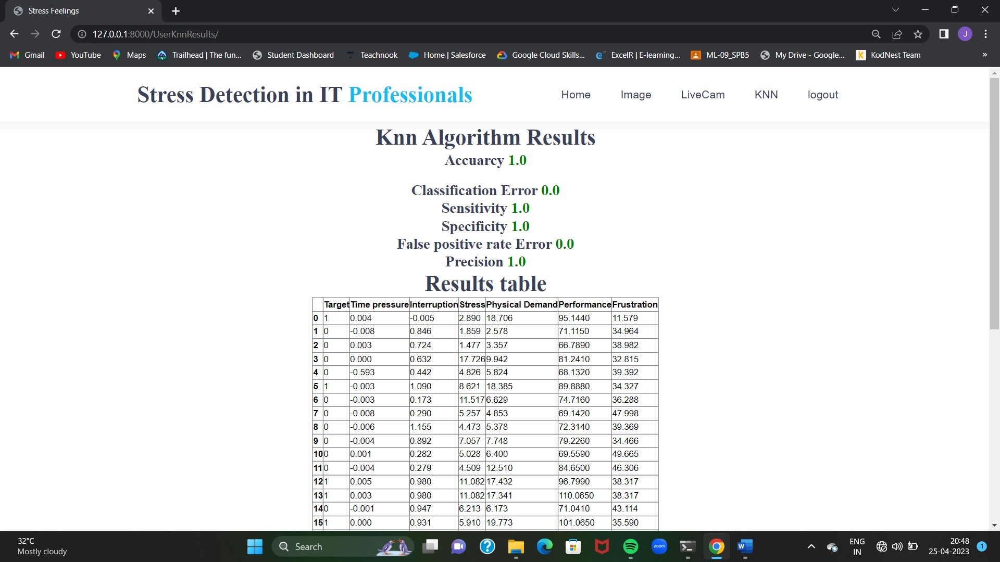 Stress Feelings
127.0.0.1:8000/UserKnnResults/
J
Gmail YouTube Maps Trailhead | The fun... Student Dashboard Teachnook Home | Salesforce Google Cloud Skills... ExcelR | E-learning... ML-09_SPB5 My Drive - Google... KodNest Team »
Stress Detection in IT Professionals Home Image LiveCam KNN logout
Knn Algorithm Results
Accuarcy 1.0
Classification Error 0.0
Sensitivity 1.0
Specificity 1.0
False positive rate Error 0.0
Precision 1.0
Results table
Target Time pressure Interruption Stress Physical Demand Performance Frustration
0 1 0.004 -0.005 2.890 18.706 95.1440 11.579
1 0 -0.008 0.846 1.859 2.578 71.1150 34.964
2 0 0.003 0.724 1.477 3.357 66.7890 38.982
3 0 0.000 0.632 17.726 9.942 81.2410 32.815
4 0 -0.593 0.442 4.826 5.824 68.1320 39.392
5 1 -0.003 1.090 8.621 18.385 89.8880 34.327
6 0 -0.003 0.173 11.517 6.629 74.7160 36.288
7 0 -0.008 0.290 5.257 4.853 69.1420 47.998
8 0 -0.006 1.155 4.473 5.378 72.3140 39.369
9 0 -0.004 0.892 7.057 7.748 79.2260 34.466
10 0 0.001 0.282 5.028 6.400 69.5590 49.665
11 0 -0.004 0.279 4.509 12.510 84.6500 46.306
12 1 0.005 0.980 11.082 17.432 96.7990 38.317
13 1 0.003 0.980 11.082 17.341 110.0650 38.317
14 0 -0.001 0.947 6.213 6.173 71.0410 43.114
15 1 0.000 0.931 5.910 19.773 101.0650 35.590
32°C
Mostly cloudy
Search
zoom
W
ENG
IN
20:48
25-04-2023
1